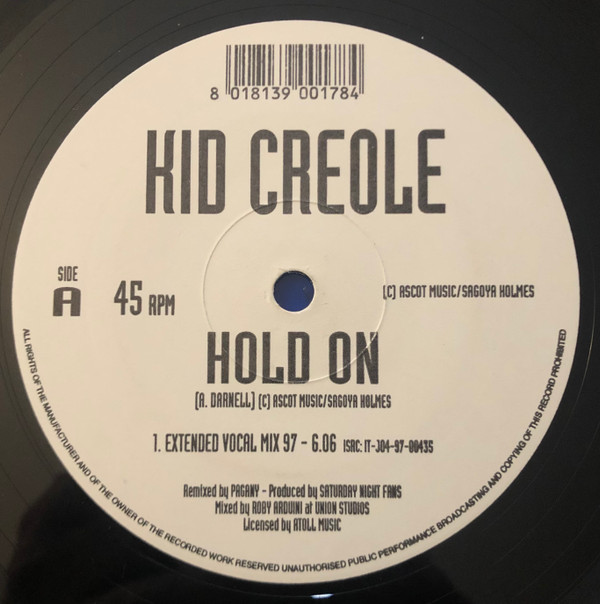 8 018139 001784
KID CREOLE
SIDE
A
45 RPM
(C) ASCOT MUSIC/SAGOYA HOLMES
HOLD ON
(A. DARNELL) (C) ASCOT MUSIC/SAGOYA HOLMES
1. EXTENDED VOCAL MIX 97 - 6.06 ISRC: IT-J04-97-00435
Remixed by PAGANY - Produced by SATURDAY NIGHT FANS
Mixed by ROBY ARDUINI at UNION STUDIOS
Licensed by ATOLL MUSIC
ALL RIGHTS OF THE MANUFACTURER AND OF THE OWNER OF THE RECORDED WORK RESERVED UNAUTHORISED PUBLIC PERFORMANCE BROADCASTING AND COPYING OF THIS RECORD PROHIBITED